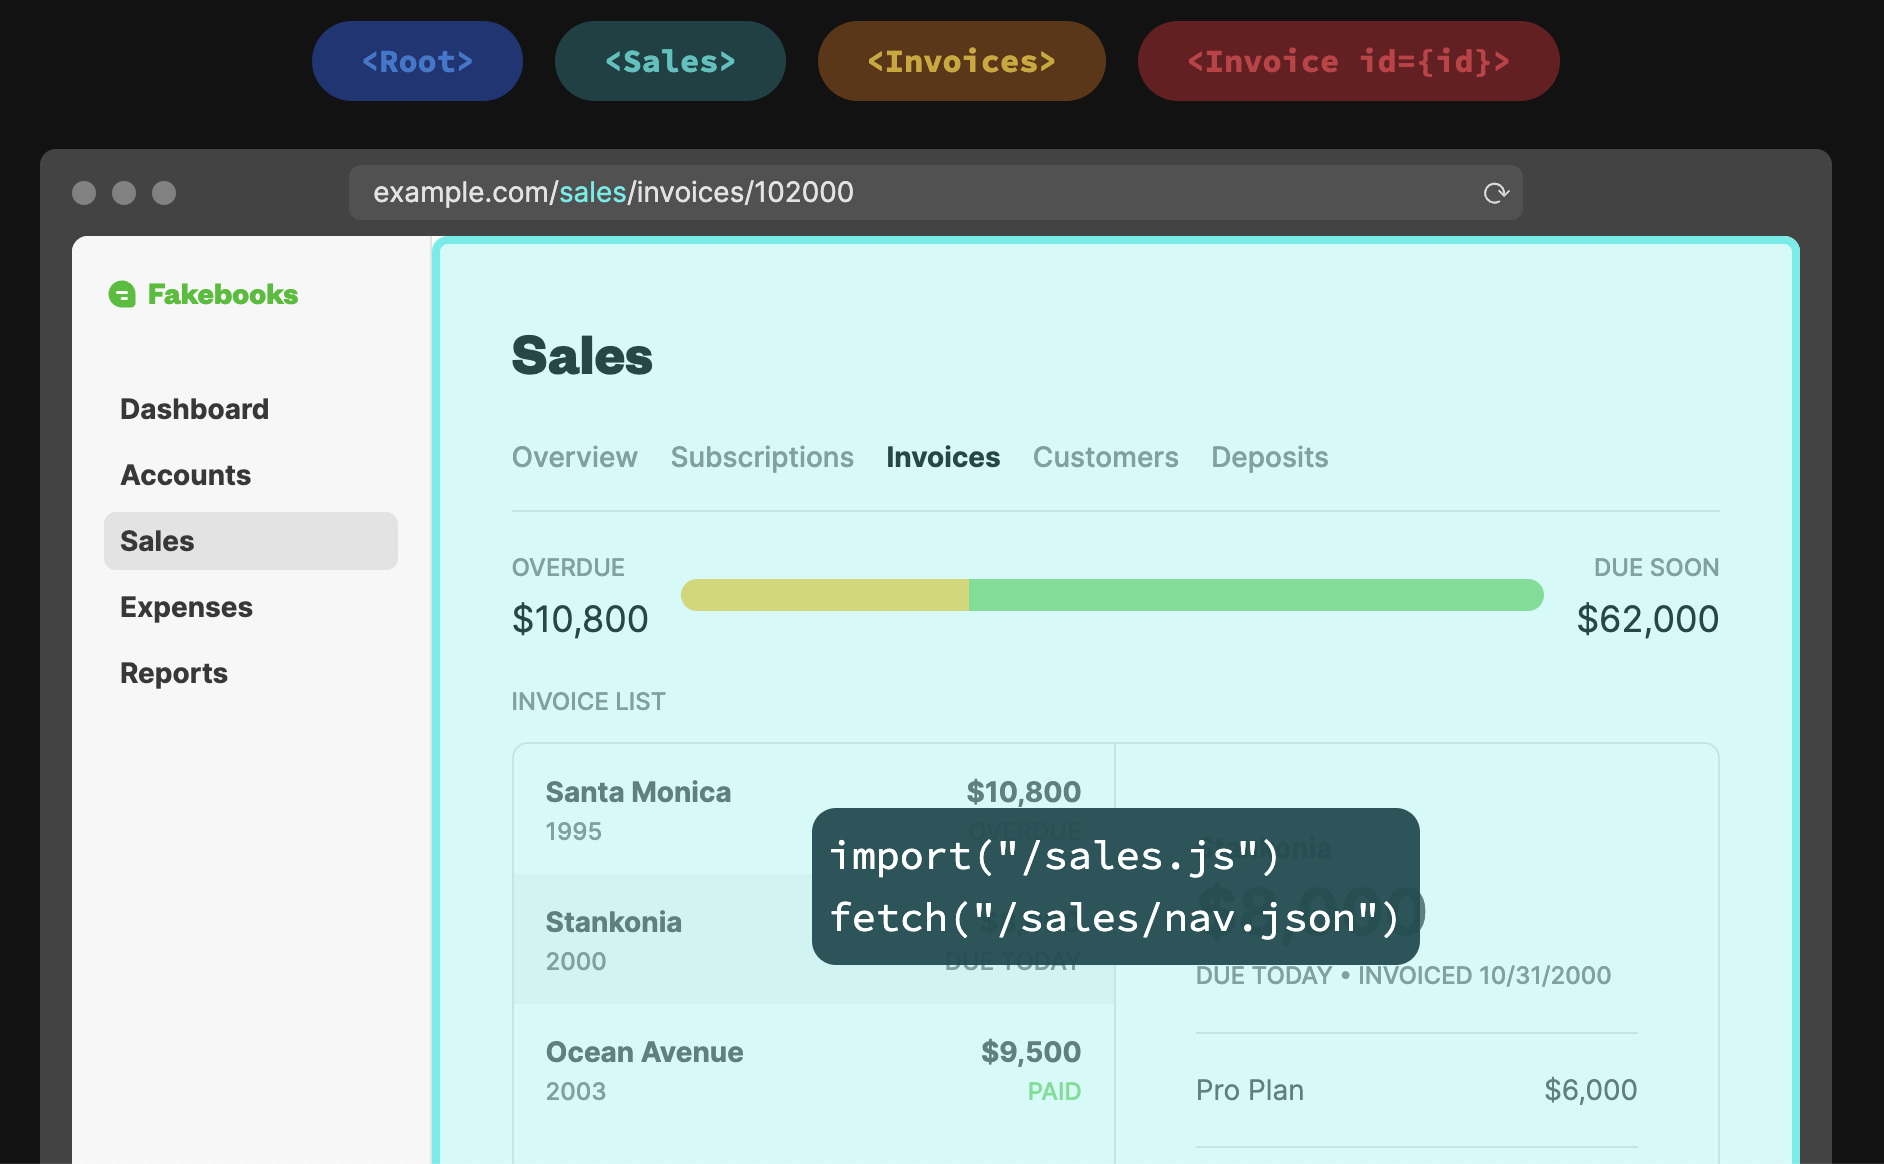 <Root>
<Sales>
<Invoices>
<Invoice id={id}>
example.com/sales/invoices/102000
Fakebooks
Dashboard
Accounts
Sales
Expenses
Reports
Sales
Overview Subscriptions Invoices Customers Deposits
OVERDUE
$10,800
DUE SOON
$62,000
INVOICE LIST
Santa Monica $10,800
1995 OVERDUE
Stankonia
2000 DUE TODAY
Ocean Avenue $9,500
2003 PAID
import("/sales.js")
fetch("/sales/nav.json")
Stankonia
$8,000
DUE TODAY • INVOICED 10/31/2000
Pro Plan $6,000